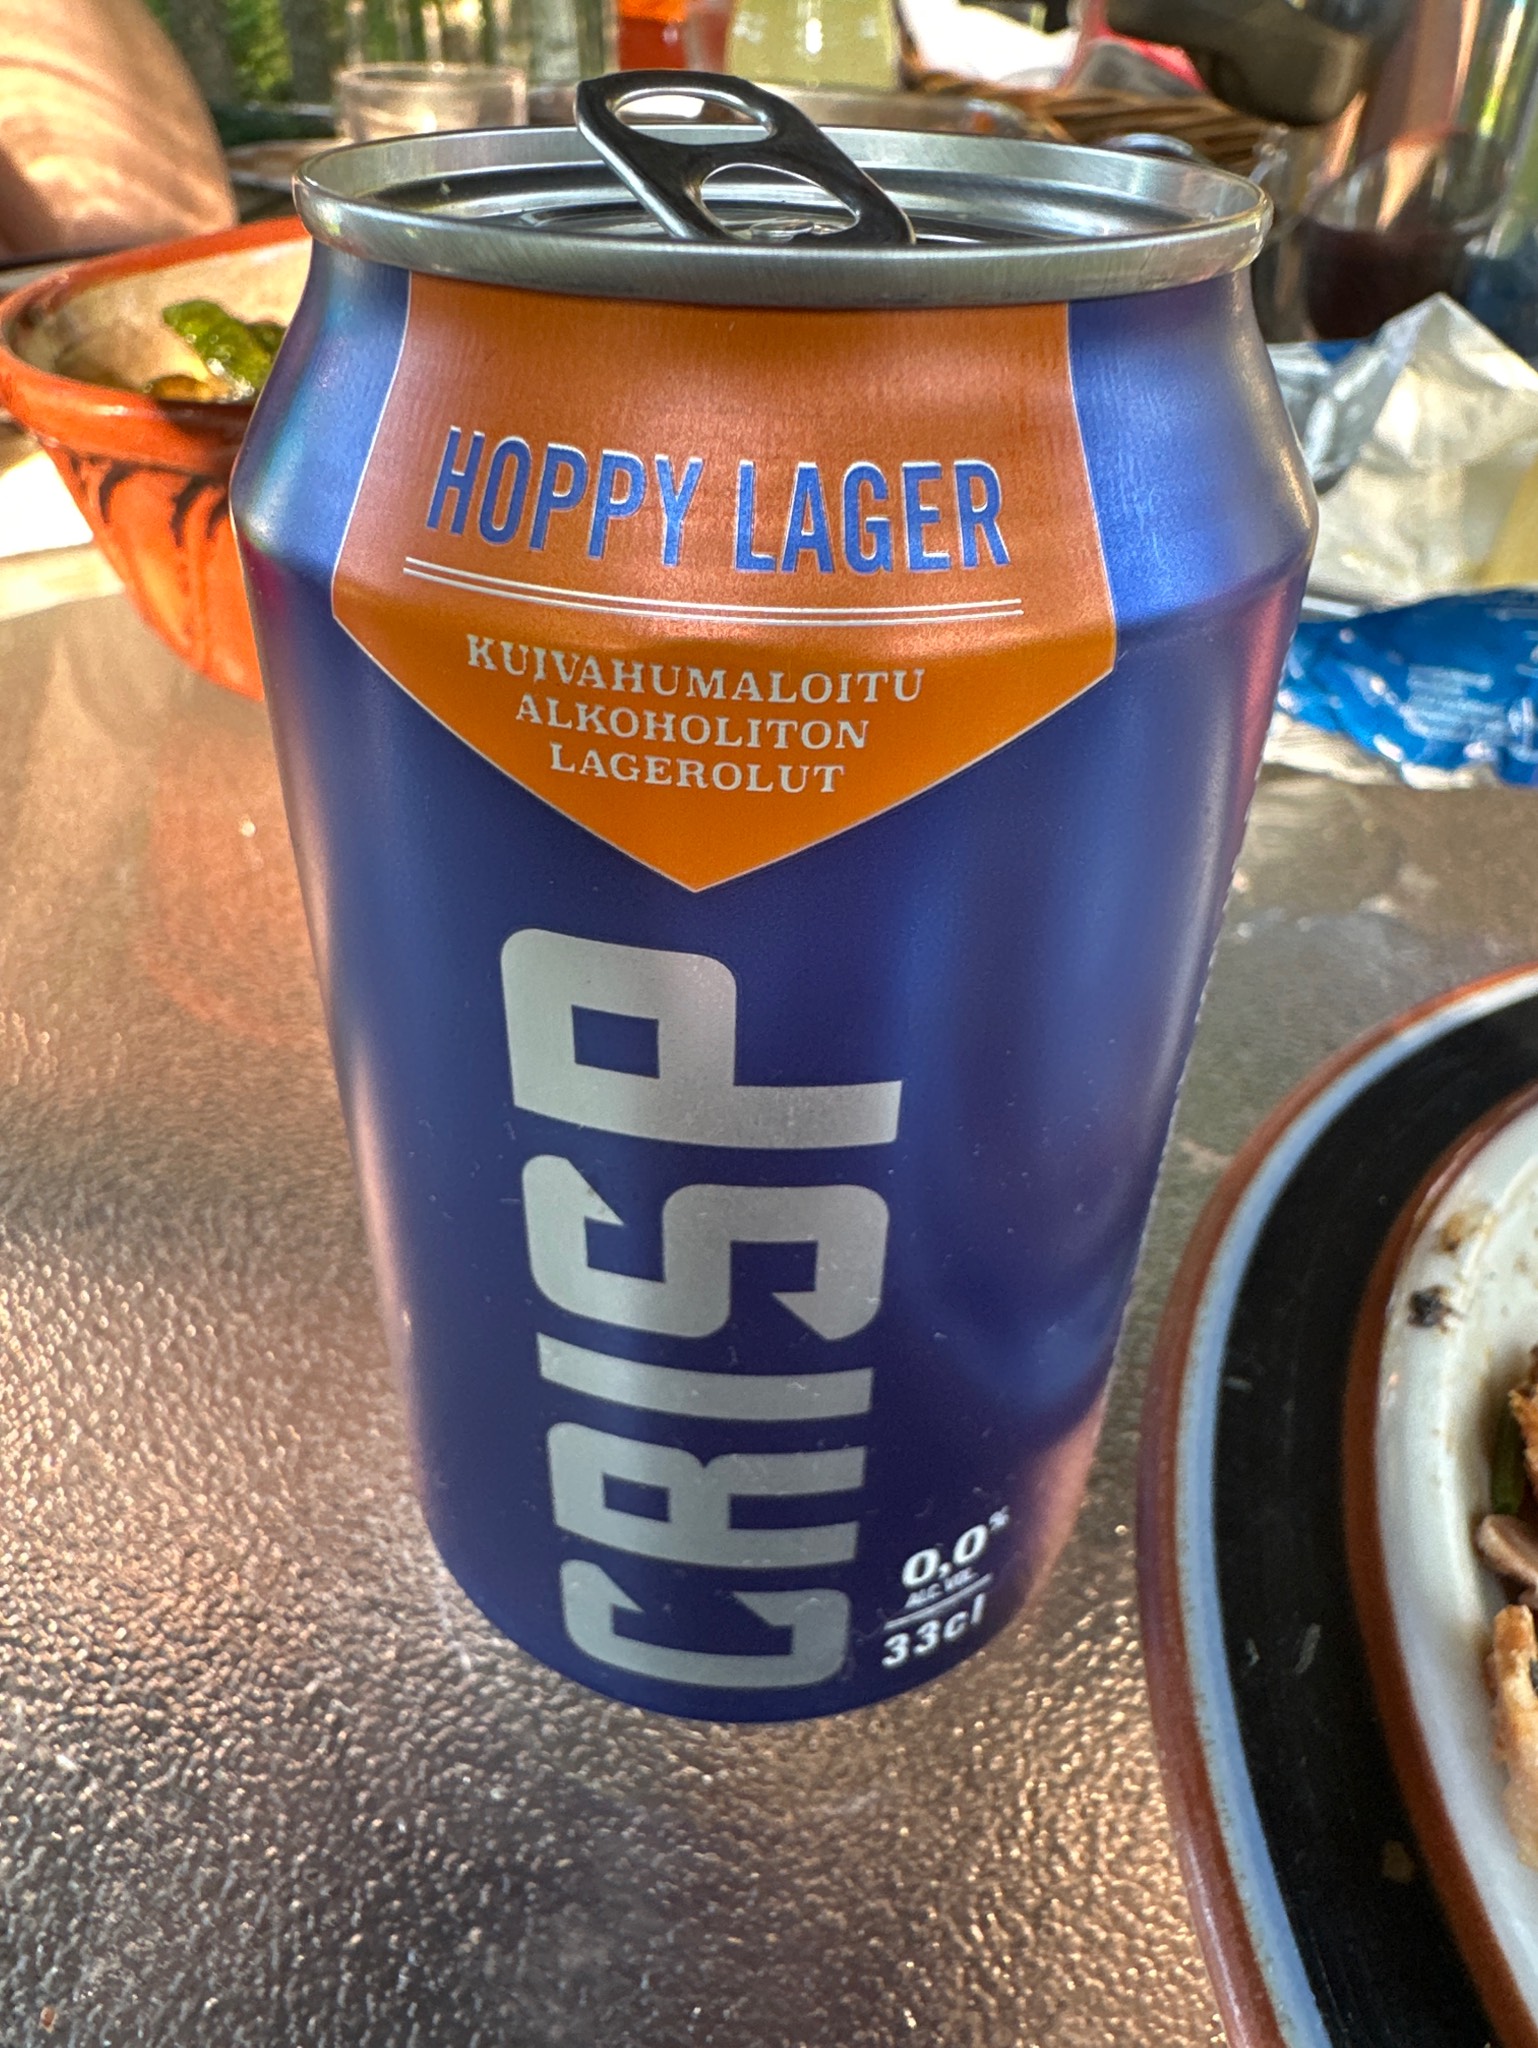 HOPPY LAGER
KUIVAHUMALOITU
ALKOHOLITON
LAGEROLUT
CRISP
0,0%
ALC. VOL.
33cl